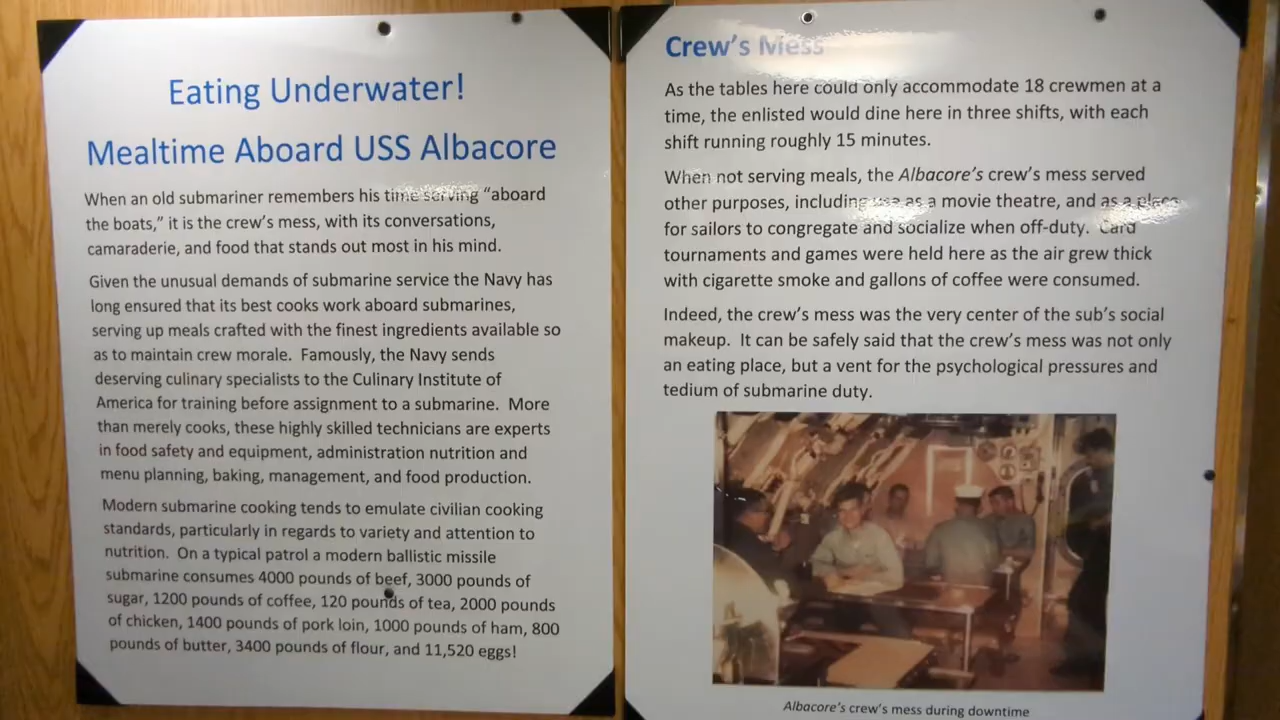 Eating Underwater!
Mealtime Aboard USS Albacore
When an old submariner remembers his time serving “aboard
the boats,” it is the crew’s mess, with its conversations,
camaraderie, and food that stands out most in his mind.
Given the unusual demands of submarine service the Navy has
long ensured that its best cooks work aboard submarines,
serving up meals crafted with the finest ingredients available so
as to maintain crew morale.  Famously, the Navy sends
deserving culinary specialists to the Culinary Institute of
America for training before assignment to a submarine.  More
than merely cooks, these highly skilled technicians are experts
in food safety and equipment, administration nutrition and
menu planning, baking, management, and food production.
Modern submarine cooking tends to emulate civilian cooking
standards, particularly in regards to variety and attention to
nutrition.  On a typical patrol a modern ballistic missile
submarine consumes 4000 pounds of beef, 3000 pounds of
sugar, 1200 pounds of coffee, 120 pounds of tea, 2000 pounds
of chicken, 1400 pounds of pork loin, 1000 pounds of ham, 800
pounds of butter, 3400 pounds of flour, and 11,520 eggs!
Crew’s Mess
As the tables here could only accommodate 18 crewmen at a
time, the enlisted would dine here in three shifts, with each
shift running roughly 15 minutes.
When not serving meals, the Albacore’s crew’s mess served
other purposes, including use as a movie theatre, and as a place
for sailors to congregate and socialize when off-duty.  Card
tournaments and games were held here as the air grew thick
with cigarette smoke and gallons of coffee were consumed.
Indeed, the crew’s mess was the very center of the sub’s social
makeup.  It can be safely said that the crew’s mess was not only
an eating place, but a vent for the psychological pressures and
tedium of submarine duty.
Albacore’s crew’s mess during downtime